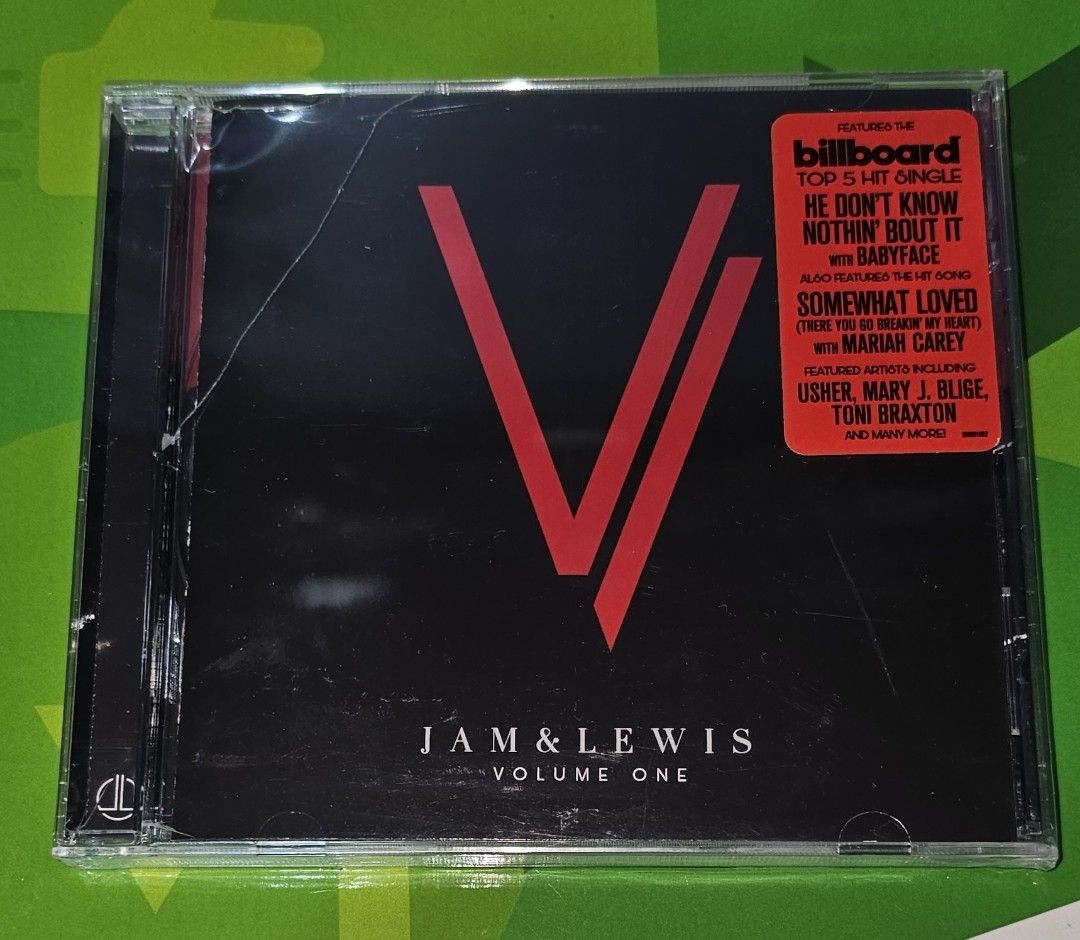 FEATURES THE
billboard
TOP 5 HIT SINGLE
HE DON'T KNOW
NOTHIN' BOUT IT
WITH BABYFACE
ALSO FEATURES THE HIT SONG
SOMEWHAT LOVED
(THERE YOU GO BREAKIN' MY HEART)
WITH MARIAH CAREY
FEATURED ARTISTS INCLUDING
USHER, MARY J. BLIGE,
TONI BRAXTON
AND MANY MORE!
JAM&LEWIS
VOLUME ONE
JL